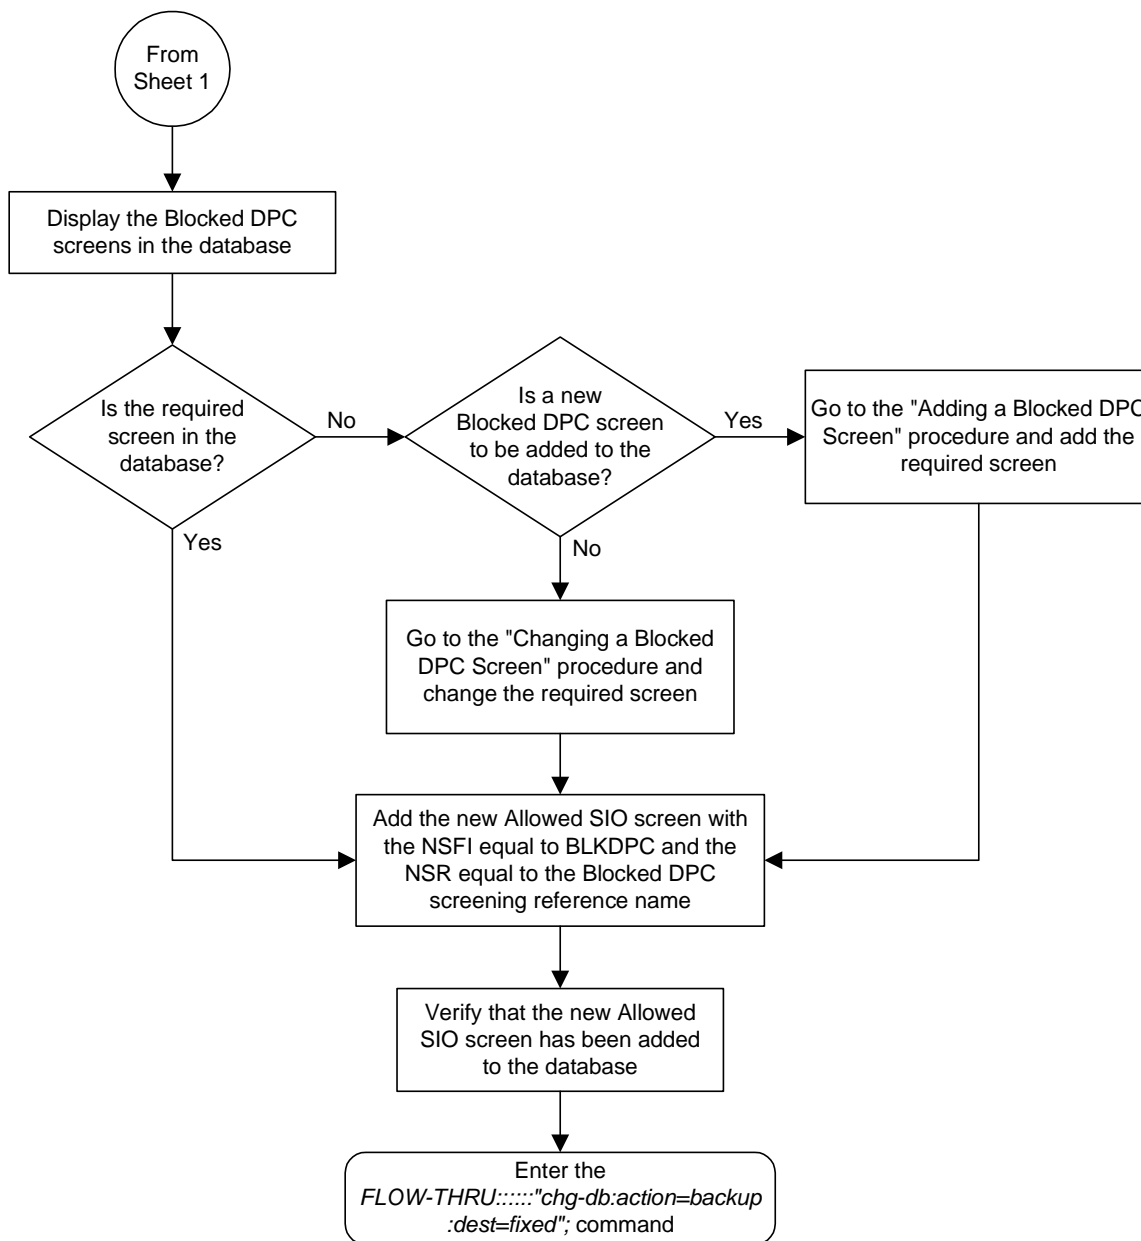 From
Sheet 1
Display the Blocked DPC
screens in the database
Is the required
screen in the
database?
No
Yes
Is a new
Blocked DPC screen
to be added to the
database?
Yes
No
Go to the "Adding a Blocked DPC
Screen" procedure and add the
required screen
Go to the "Changing a Blocked
DPC Screen" procedure and
change the required screen
Add the new Allowed SIO screen with
the NSFI equal to BLKDPC and the
NSR equal to the Blocked DPC
screening reference name
Verify that the new Allowed
SIO screen has been added
to the database
Enter the
FLOW-THRU::::::"chg-db:action=backup
:dest=fixed"; command